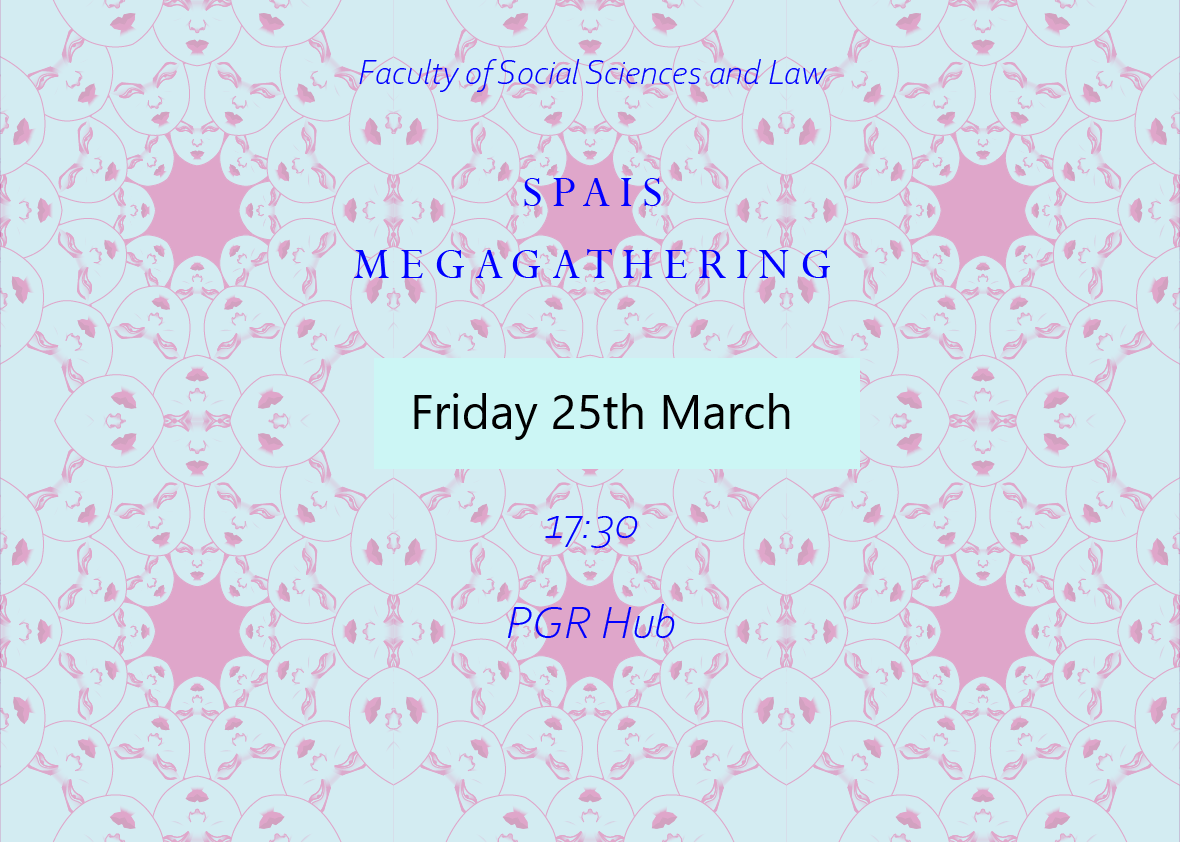 Faculty of Social Sciences and Law
SPAIS
MEGAGATHERING
Friday 25th March
17:30
PGR Hub